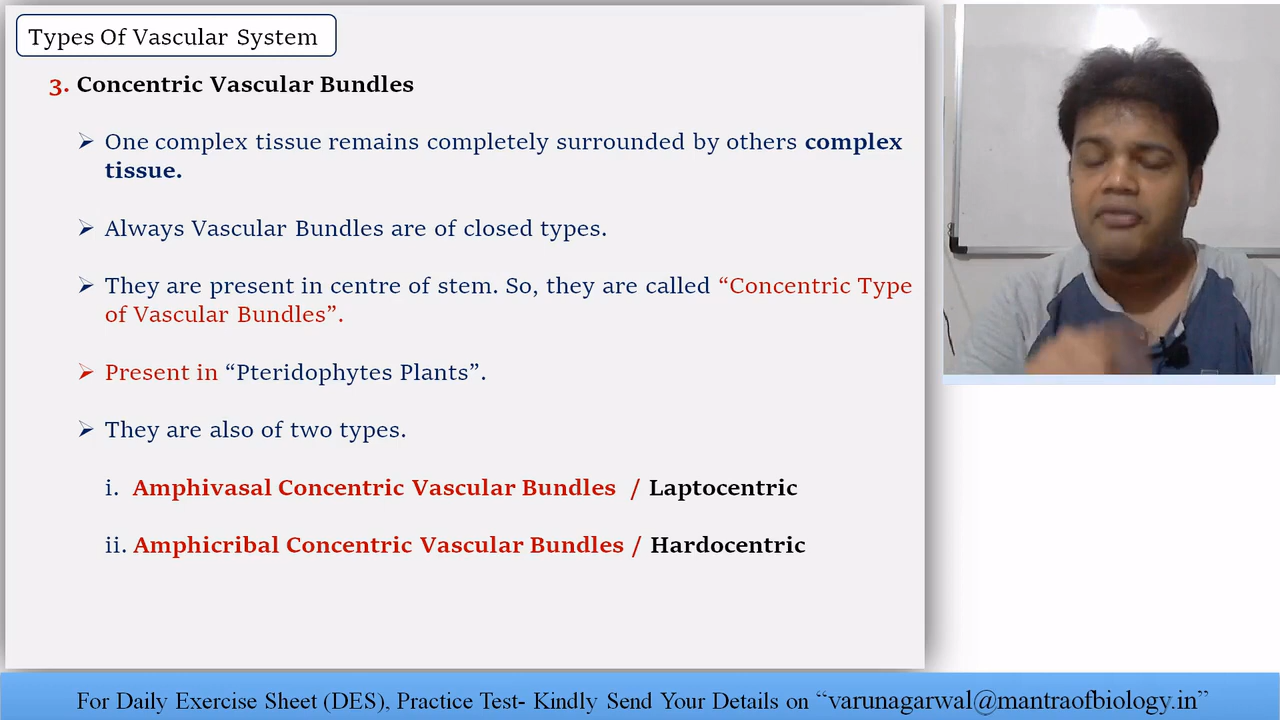 Types Of Vascular System
3. Concentric Vascular Bundles
➢ One complex tissue remains completely surrounded by others complex
tissue.
➢ Always Vascular Bundles are of closed types.
➢ They are present in centre of stem. So, they are called “Concentric Type
of Vascular Bundles”.
➢ Present in “Pteridophytes Plants”.
➢ They are also of two types.
i. Amphivasal Concentric Vascular Bundles / Laptocentric
ii. Amphicribal Concentric Vascular Bundles / Hardocentric
For Daily Exercise Sheet (DES), Practice Test- Kindly Send Your Details on “varunagarwal@mantraofbiology.in”